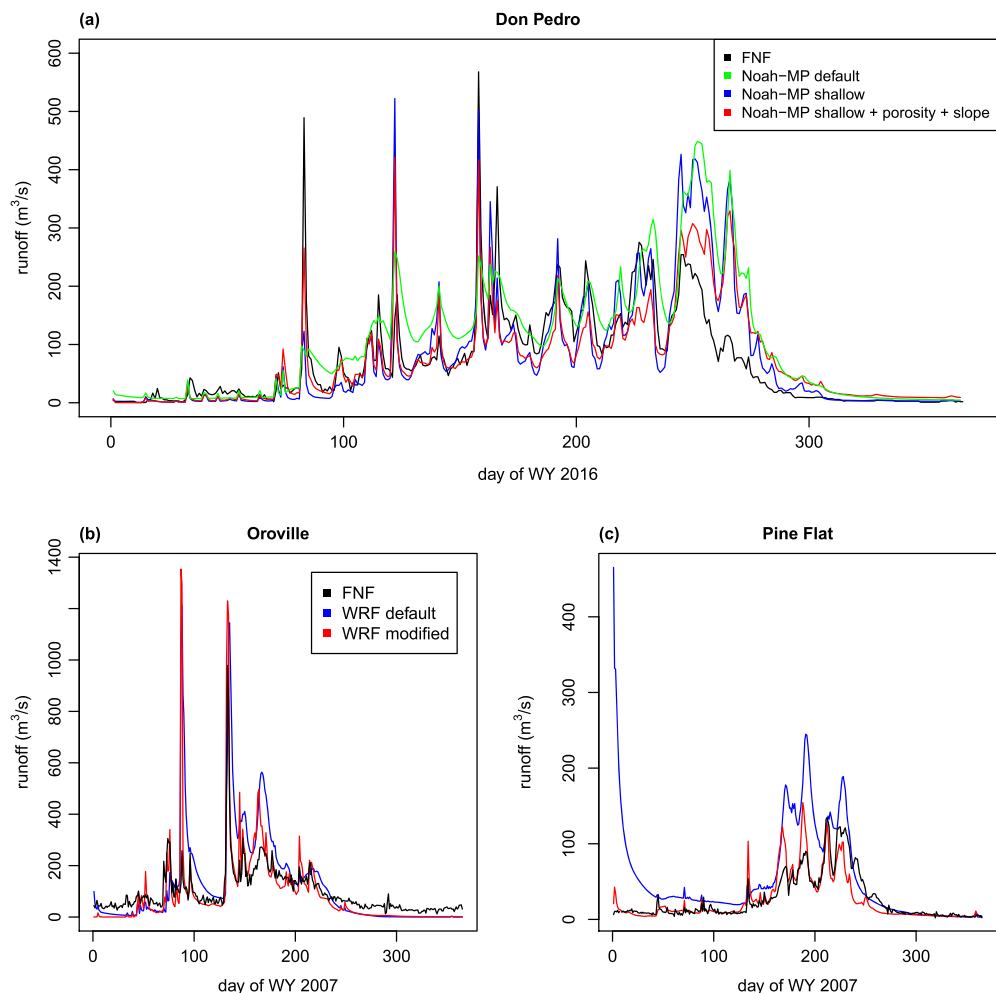 (a) Don Pedro
FNF
Noah−MP default
Noah−MP shallow
Noah−MP shallow + porosity + slope
600
500
400
300
200
100
0
runoff (m³/s)
0 100 200 300
day of WY 2016
(b) Oroville
FNF
WRF default
WRF modified
1400
1000
800
600
400
200
0
runoff (m³/s)
0 100 200 300
day of WY 2007
(c) Pine Flat
400
300
200
100
0
runoff (m³/s)
0 100 200 300
day of WY 2007